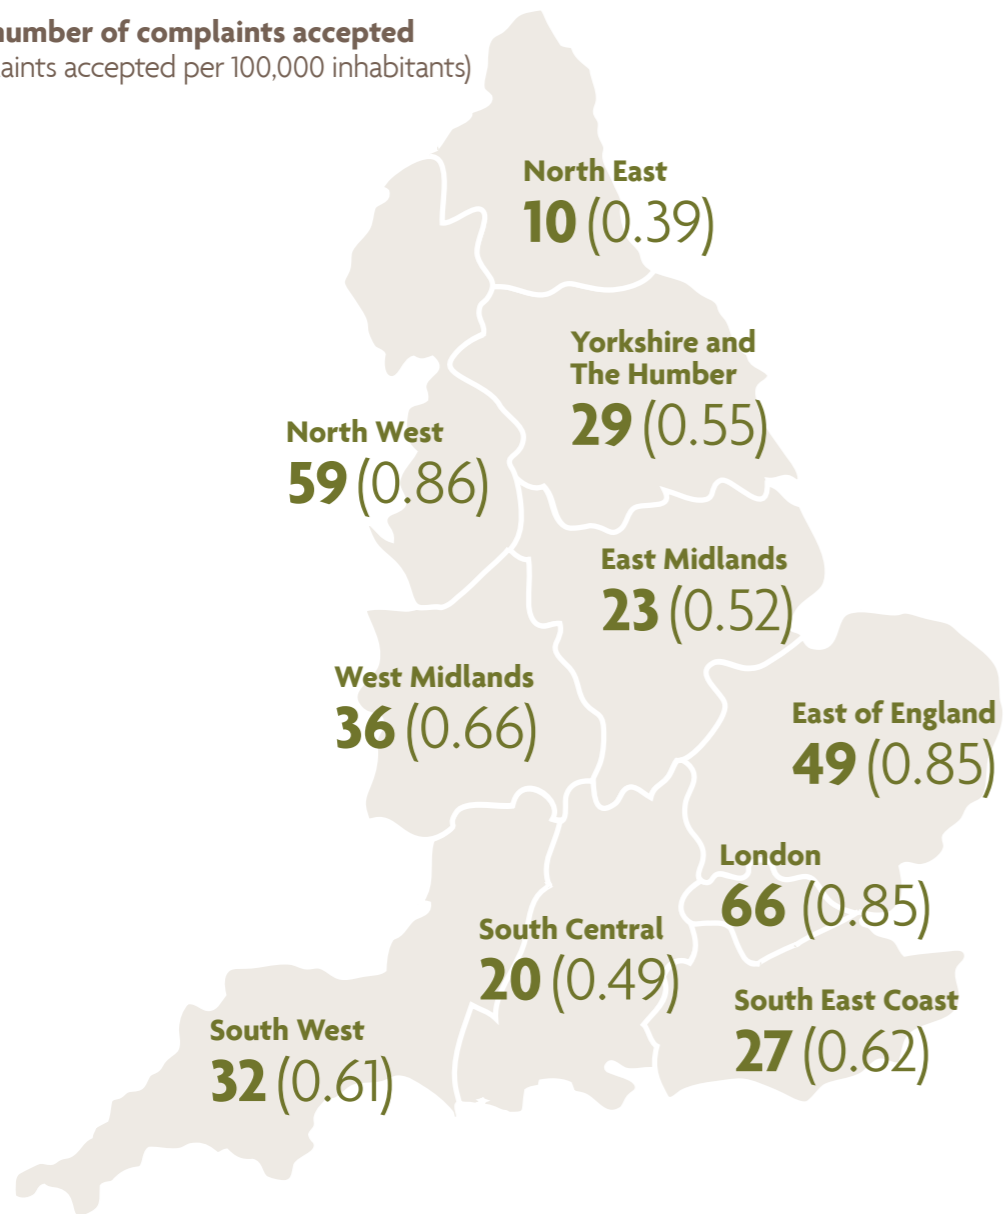 number of complaints accepted
aints accepted per 100,000 inhabitants)
North East
10 (0.39)
Yorkshire and
The Humber
29 (0.55)
North West
59 (0.86)
East Midlands
23 (0.52)
West Midlands
36 (0.66)
East of England
49 (0.85)
London
66 (0.85)
South Central
20 (0.49)
South East Coast
27 (0.62)
South West
32 (0.61)